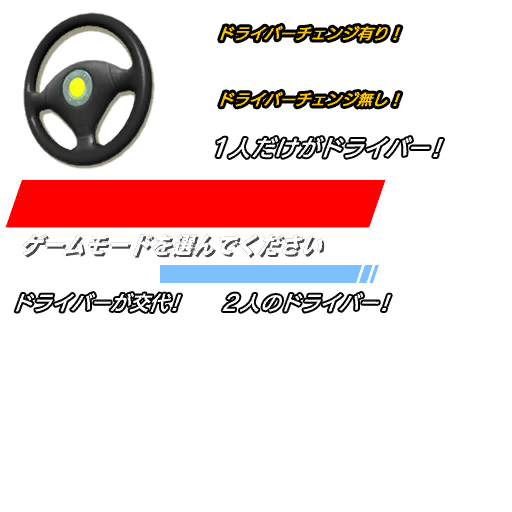 ドライバーチェンジ有り！
ドライバーチェンジ無し！
１人だけがドライバー！
ゲームモードを選んでください
ドライバーが交代！
２人のドライバー！